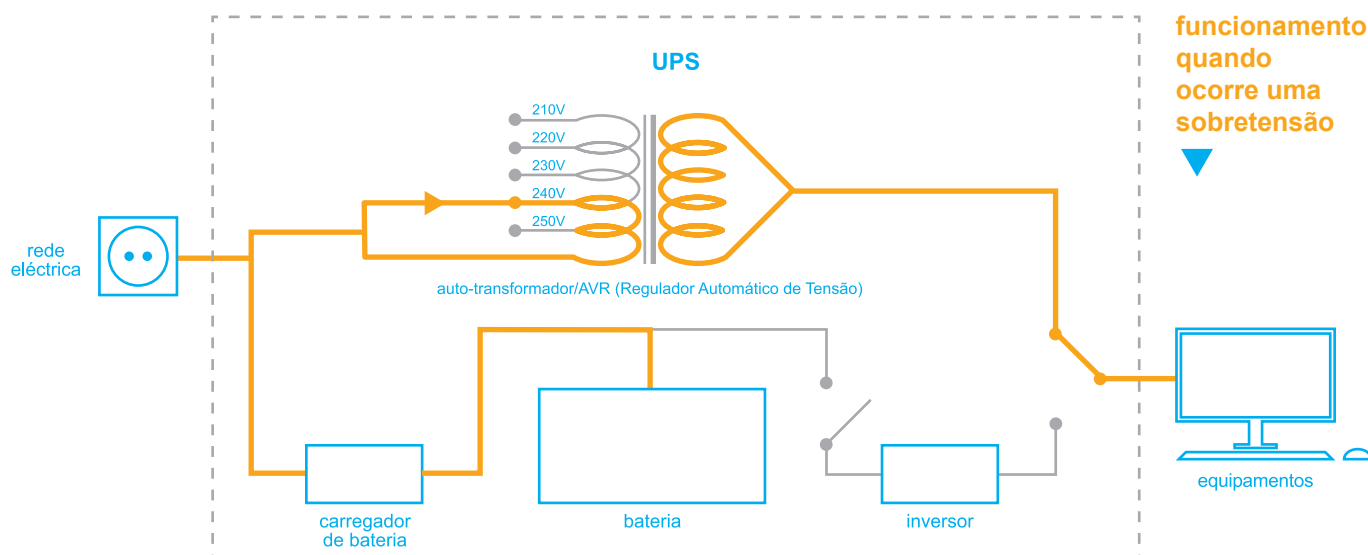 UPS
funcionamento
quando
ocorre uma
sobretensão
210V
220V
230V
240V
250V
rede
eléctrica
auto-transformador/AVR (Regulador Automático de Tensão)
equipamentos
carregador
de bateria
bateria
inversor